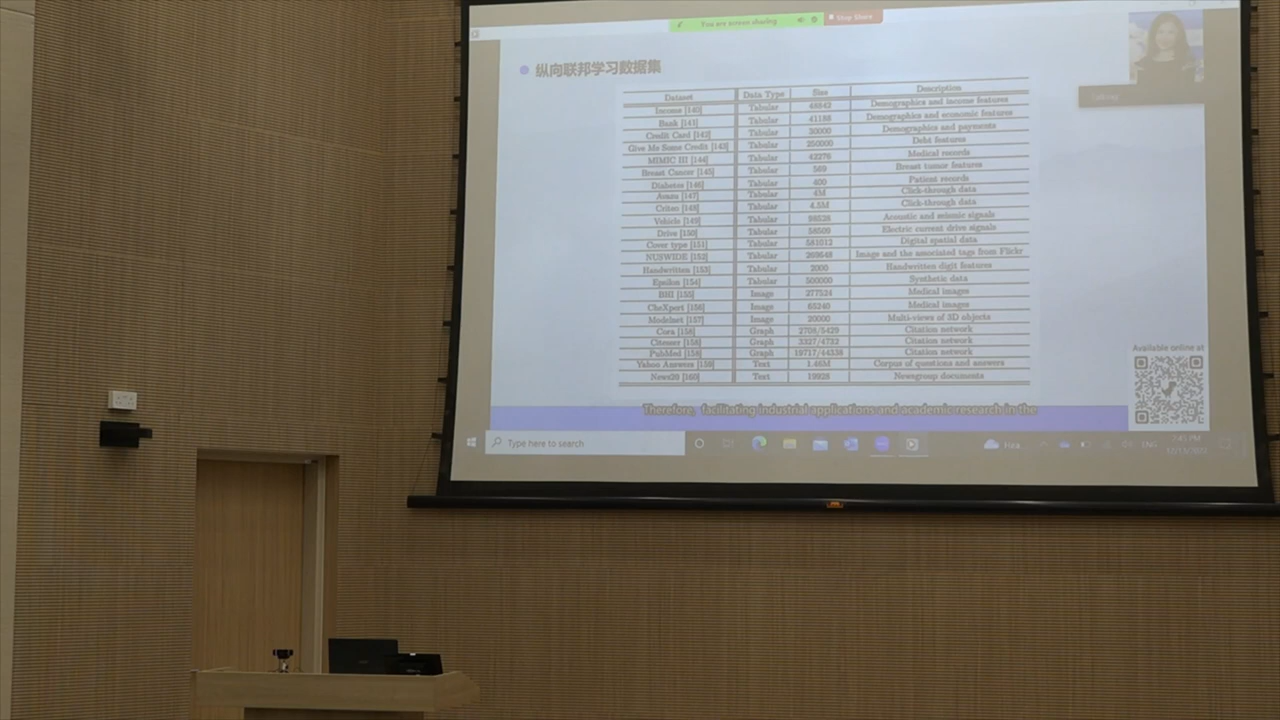 You are screen sharing Stop Share
纵向联邦学习数据集
Dataset Data Type Size Description
Income [140] Tabular 48842 Demographics and income features
Bank [141] Tabular 41188 Demographics and economic features
Credit Card [142] Tabular 30000 Demographics and payments
Give Me Some Credit [143] Tabular 250000 Debt features
MIMIC III [144] Tabular 42276 Medical records
Breast Cancer [145] Tabular 569 Breast tumor features
Diabetes [146] Tabular 400 Patient records
Avazu [147] Tabular 4M Click-through data
Criteo [148] Tabular 4.5M Click-through data
Vehicle [149] Tabular 98528 Acoustic and seismic signals
Drive [150] Tabular 58509 Electric current drive signals
Cover type [151] Tabular 581012 Digital spatial data
NUSWIDE [152] Tabular 269648 Image and the associated tags from Flickr
Handwritten [153] Tabular 2000 Handwritten digit features
Epsilon [154] Tabular 500000 Synthetic data
BHI [155] Image 277524 Medical images
CheXpert [156] Image 65240 Medical images
Modelnet [157] Image 20000 Multi-views of 3D objects
Cora [158] Graph 2708/5429 Citation network
Citeseer [158] Graph 3327/4732 Citation network
PubMed [158] Graph 19717/44338 Citation network
Yahoo Answers [159] Text 1.46M Corpus of questions and answers
News20 [160] Text 19928 Newsgroup documents
Available online at
Therefore, facilitating industrial applications and academic research in the
Type here to search
ENG